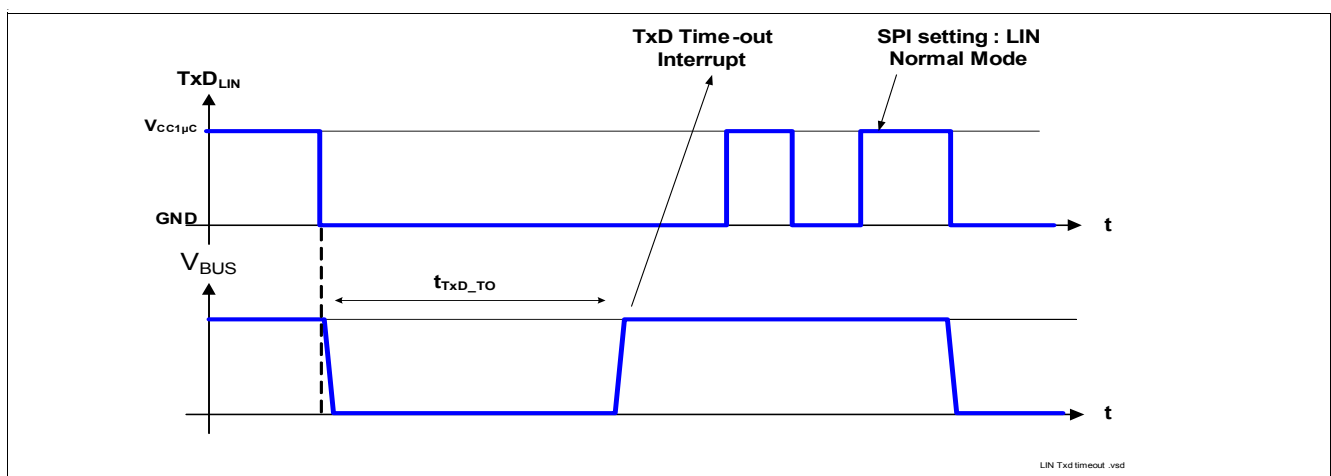 TxD Time-out
Interrupt
SPI setting : LIN
Normal Mode
TxDLIN
VCC1µC
GND
t
VBUS
tTxD_TO
t
LIN Txd timeout .vsd